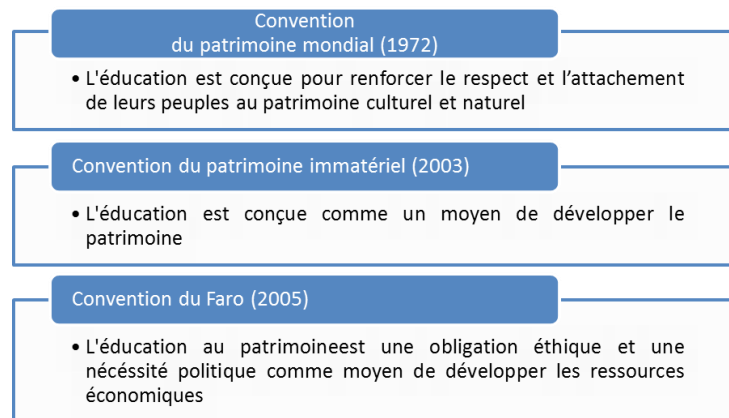 Convention
du patrimoine mondial (1972)
• L'éducation est conçue pour renforcer le respect et l’attachement
de leurs peuples au patrimoine culturel et naturel
Convention du patrimoine immatériel (2003)
• L'éducation est conçue comme un moyen de développer le
patrimoine
Convention du Faro (2005)
• L'éducation au patrimoineest une obligation éthique et une
nécéssité politique comme moyen de développer les ressources
économiques